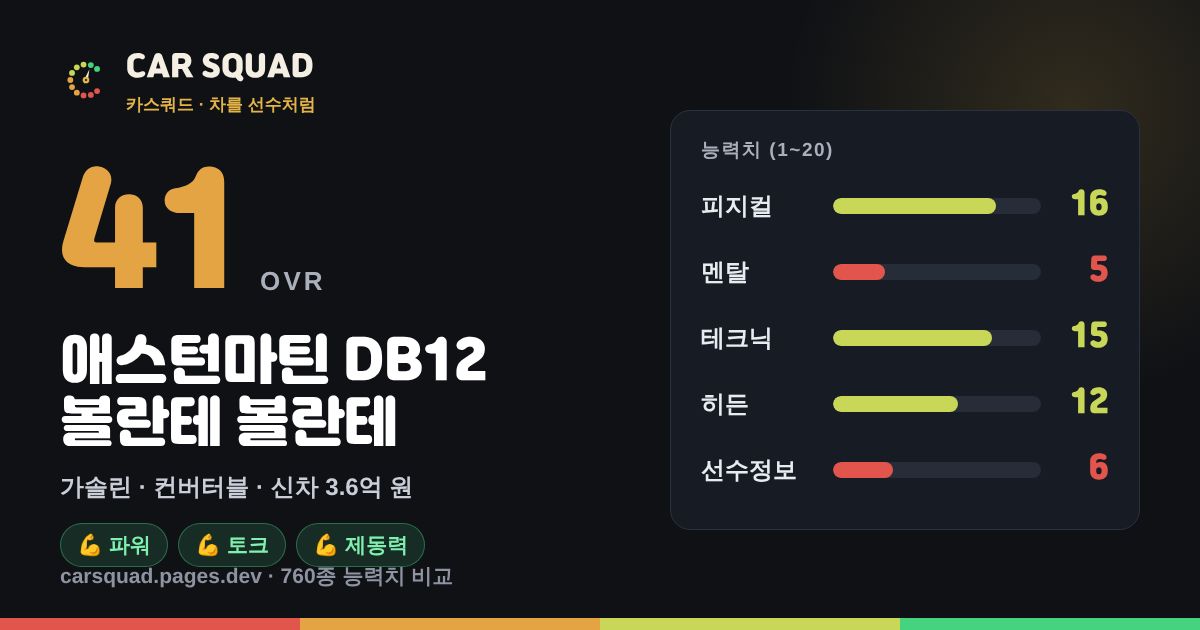 CAR SQUAD
카스쿼드 · 차를 선수처럼
41 OVR
애스턴마틴 DB12
볼란테 볼란테
가솔린 · 컨버터블 · 신차 3.6억 원
💪 파워 💪 토크 💪 제동력
carsquad.pages.dev · 760종 능력치 비교
능력치 (1~20)
피지컬 16
멘탈 5
테크닉 15
히든 12
선수정보 6